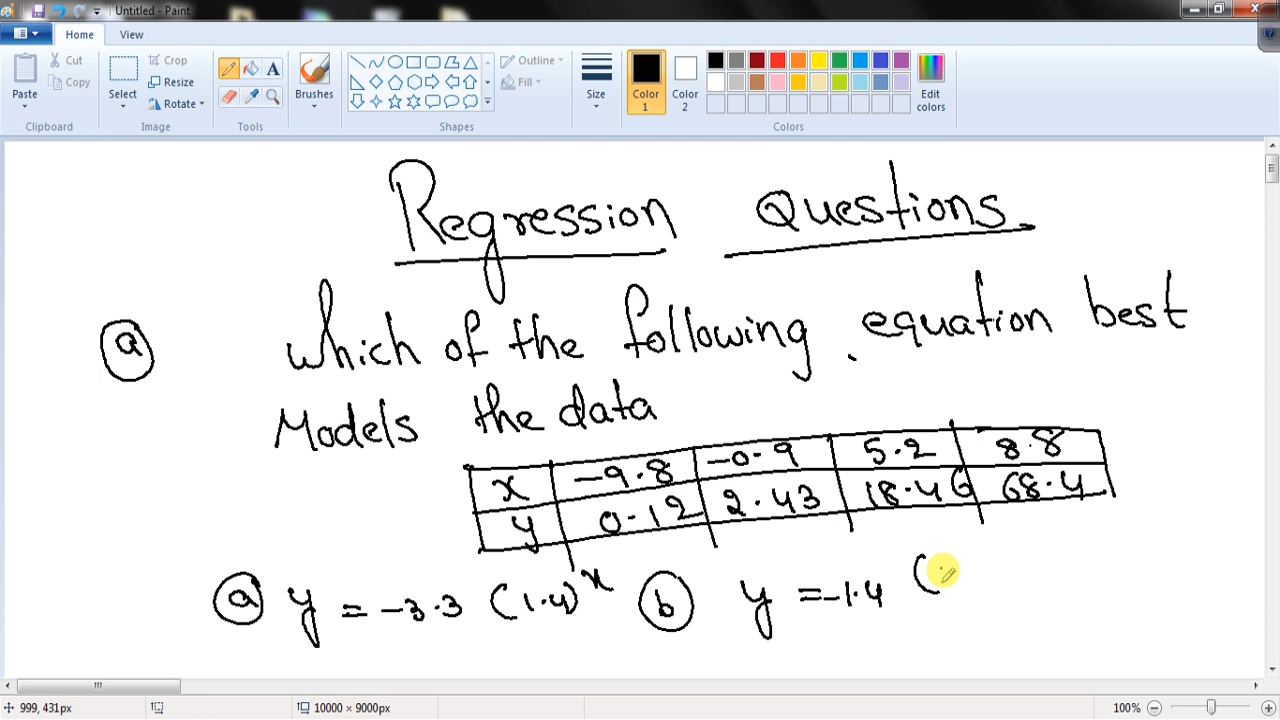 Untitled - Paint
Home View
Paste
Cut
Copy
Clipboard
Select
Crop
Resize
Rotate
Image
Tools
Brushes
Shapes
Outline
Fill
Size
Color 1
Color 2
Edit colors
Colors
Regression Questions.
a which of the following equation best
Models the data
x -9.8 -0.9 5.2 8.8
y 0.12 2.43 18.46 68.4
a y = -3.3 (1.4)^x b y = -1.4 (
999, 431px 10000 × 9000px 100%